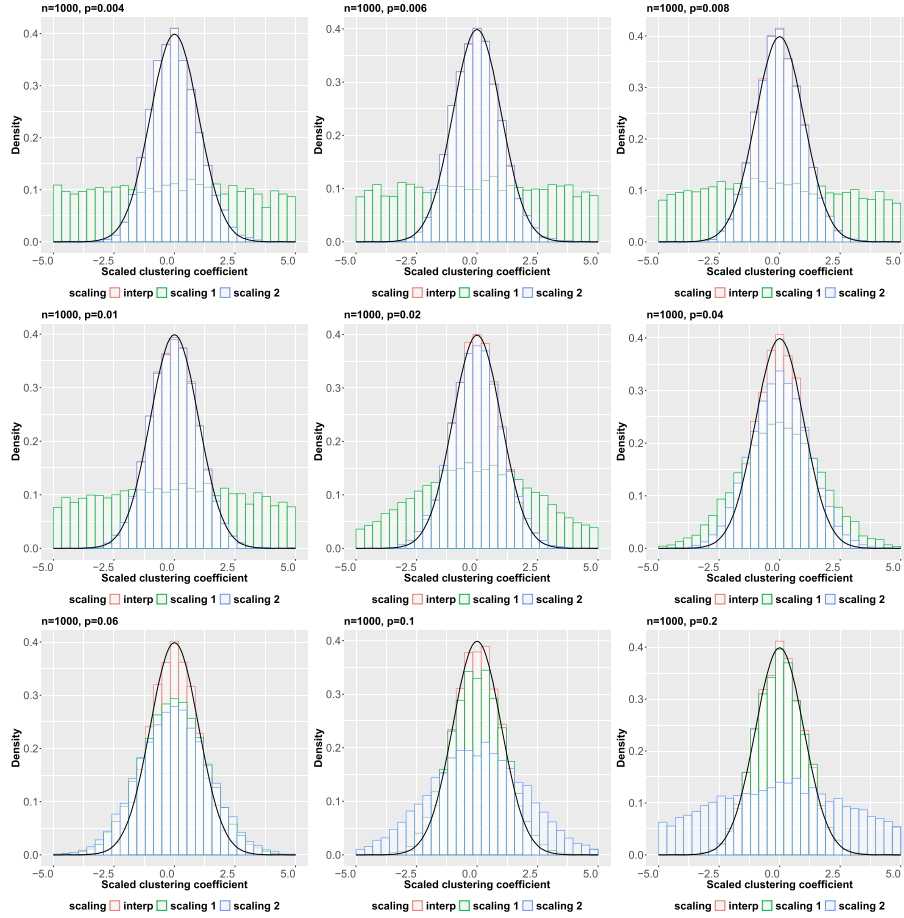 n=1000, p=0.004
n=1000, p=0.006
n=1000, p=0.008
Density
0.4
0.3
0.2
0.1
0.0
−5.0 −2.5 0.0 2.5 5.0
Scaled clustering coefficient
scaling interp scaling 1 scaling 2
Density
0.4
0.3
0.2
0.1
0.0
−5.0 −2.5 0.0 2.5 5.0
Scaled clustering coefficient
scaling interp scaling 1 scaling 2
Density
0.4
0.3
0.2
0.1
0.0
−5.0 −2.5 0.0 2.5 5.0
Scaled clustering coefficient
scaling interp scaling 1 scaling 2
n=1000, p=0.01
n=1000, p=0.02
n=1000, p=0.04
Density
0.4
0.3
0.2
0.1
0.0
−5.0 −2.5 0.0 2.5 5.0
Scaled clustering coefficient
scaling interp scaling 1 scaling 2
Density
0.4
0.3
0.2
0.1
0.0
−5.0 −2.5 0.0 2.5 5.0
Scaled clustering coefficient
scaling interp scaling 1 scaling 2
Density
0.4
0.3
0.2
0.1
0.0
−5.0 −2.5 0.0 2.5 5.0
Scaled clustering coefficient
scaling interp scaling 1 scaling 2
n=1000, p=0.06
n=1000, p=0.1
n=1000, p=0.2
Density
0.4
0.3
0.2
0.1
0.0
−5.0 −2.5 0.0 2.5 5.0
Scaled clustering coefficient
scaling interp scaling 1 scaling 2
Density
0.4
0.3
0.2
0.1
0.0
−5.0 −2.5 0.0 2.5 5.0
Scaled clustering coefficient
scaling interp scaling 1 scaling 2
Density
0.4
0.3
0.2
0.1
0.0
−5.0 −2.5 0.0 2.5 5.0
Scaled clustering coefficient
scaling interp scaling 1 scaling 2